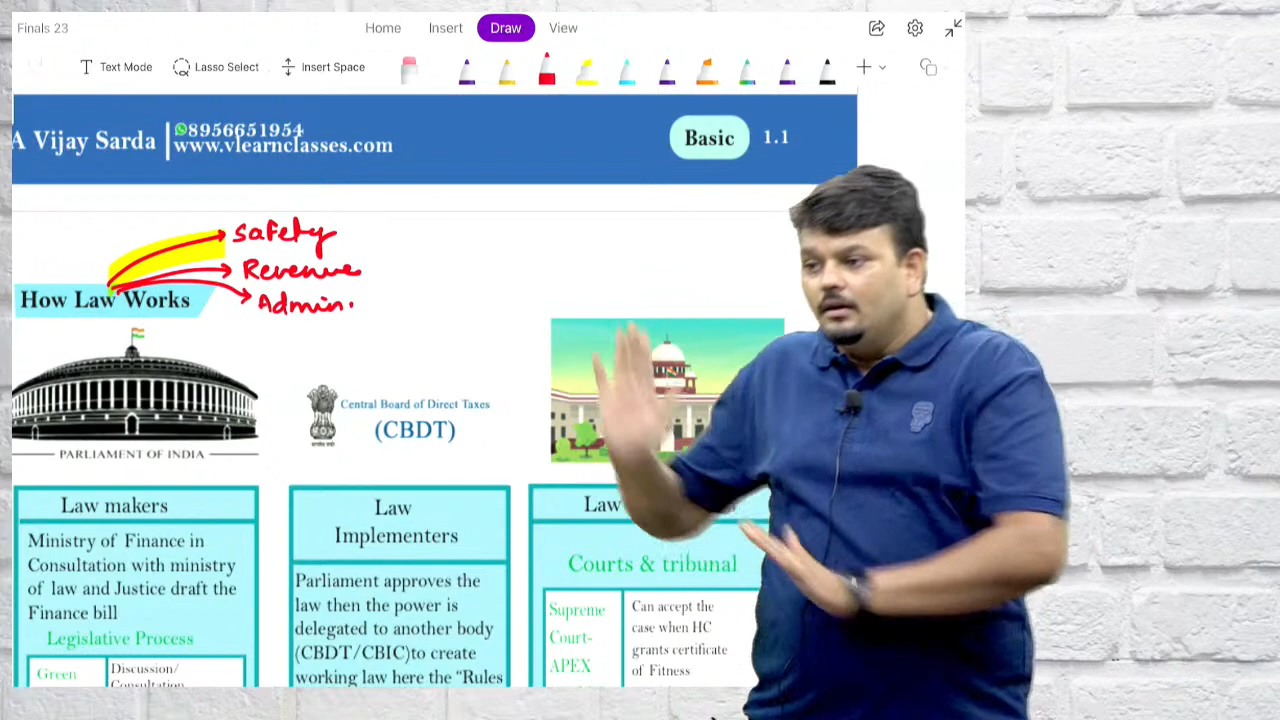 Finals 23
Home Insert Draw View
Text Mode Lasso Select Insert Space
A Vijay Sarda
8956651954
www.vlearnclasses.com
Basic 1.1
Safety
Revenue
Admin.
How Law Works
PARLIAMENT OF INDIA
Central Board of Direct Taxes
(CBDT)
Law makers
Ministry of Finance in
Consultation with ministry
of law and Justice draft the
Finance bill
Legislative Process
Green
Discussion/
Consultation
Law
Implementers
Parliament approves the
law then the power is
delegated to another body
(CBDT/CBIC)to create
working law here the “Rules
Law
Courts & tribunal
Supreme
Court-
APEX
Can accept the
case when HC
grants certificate
of Fitness